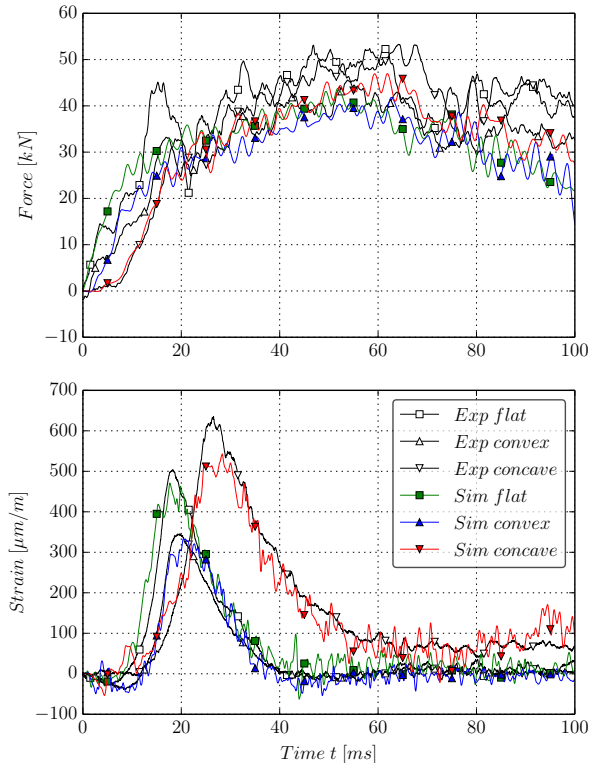 60
50
40
30
20
10
0
−10
Force [kN]
0 20 40 60 80 100
700
600
500
400
300
200
100
0
−100
Strain [μm/m]
Exp flat
Exp convex
Exp concave
Sim flat
Sim convex
Sim concave
0 20 40 60 80 100
Time t [ms]